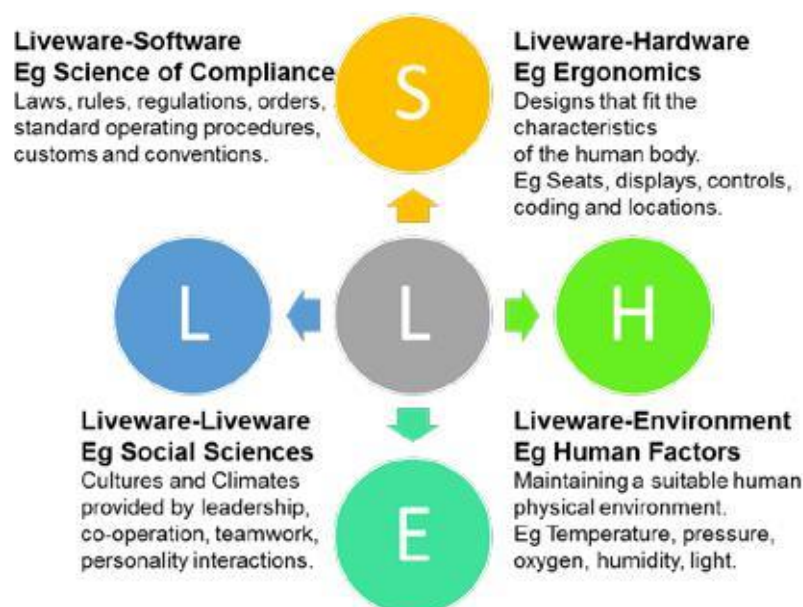 Liveware-Software
Eg Science of Compliance
Laws, rules, regulations, orders,
standard operating procedures,
customs and conventions.
S
Liveware-Hardware
Eg Ergonomics
Designs that fit the
characteristics
of the human body.
Eg Seats, displays, controls,
coding and locations.
L
L
H
Liveware-Liveware
Eg Social Sciences
Cultures and Climates
provided by leadership,
co-operation, teamwork,
personality interactions.
E
Liveware-Environment
Eg Human Factors
Maintaining a suitable human
physical environment.
Eg Temperature, pressure,
oxygen, humidity, light.